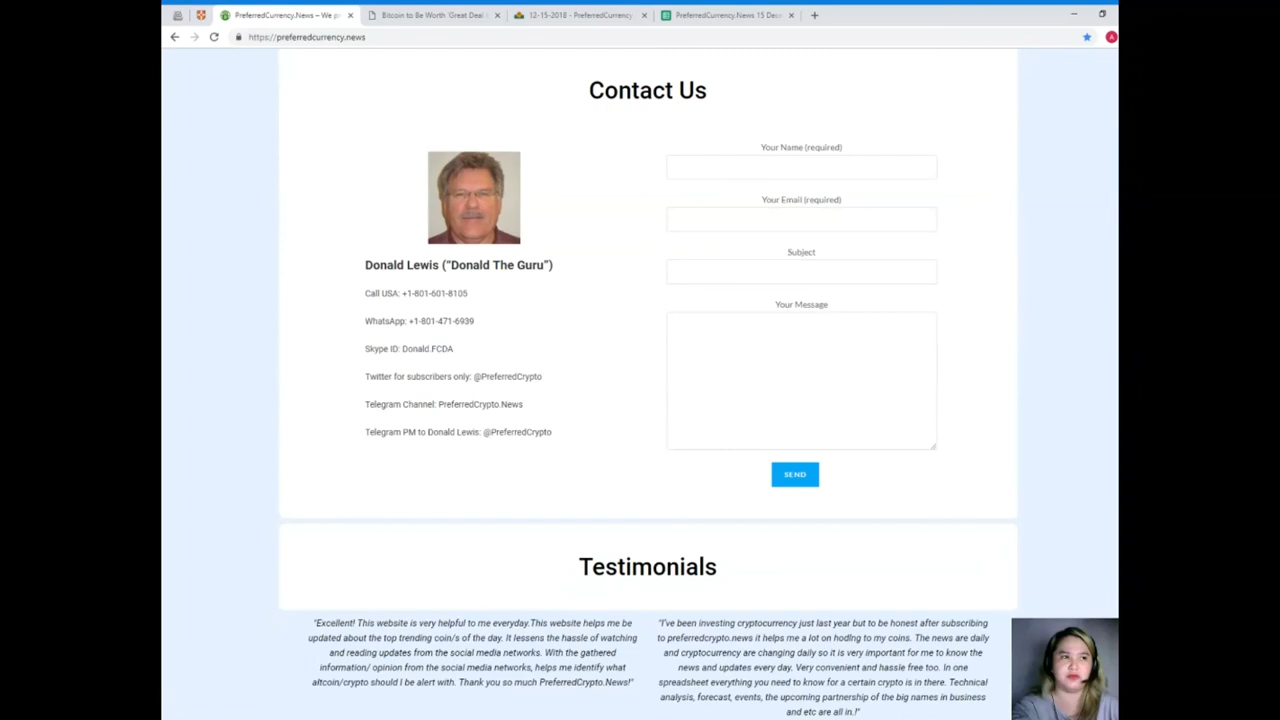 PreferredCurrency.News – We pr
Bitcoin to Be Worth 'Great Deal
12-15-2018 - PreferredCurrency
PreferredCurrency.News 15 Dec
https://preferredcurrency.news
A
Contact Us
Donald Lewis (“Donald The Guru”)
Call USA: +1-801-601-8105
WhatsApp: +1-801-471-6939
Skype ID: Donald.FCDA
Twitter for subscribers only: @PreferredCrypto
Telegram Channel: PreferredCrypto.News
Telegram PM to Donald Lewis: @PreferredCrypto
Your Name (required)
Your Email (required)
Subject
Your Message
SEND
Testimonials
"Excellent! This website is very helpful to me everyday.This website helps me be
updated about the top trending coin/s of the day. It lessens the hassle of watching
and reading updates from the social media networks. With the gathered
information/ opinion from the social media networks, helps me identify what
altcoin/crypto should I be alert with. Thank you so much PreferredCrypto.News!"
"I've been investing cryptocurrency just last year but to be honest after subscribing
to preferredcrypto.news it helps me a lot on hodlng to my coins. The news are daily
and cryptocurrency are changing daily so it is very important for me to know the
news and updates every day. Very convenient and hassle free too. In one
spreadsheet everything you need to know for a certain crypto is in there. Technical
analysis, forecast, events, the upcoming partnership of the big names in business
and etc are all in.!"